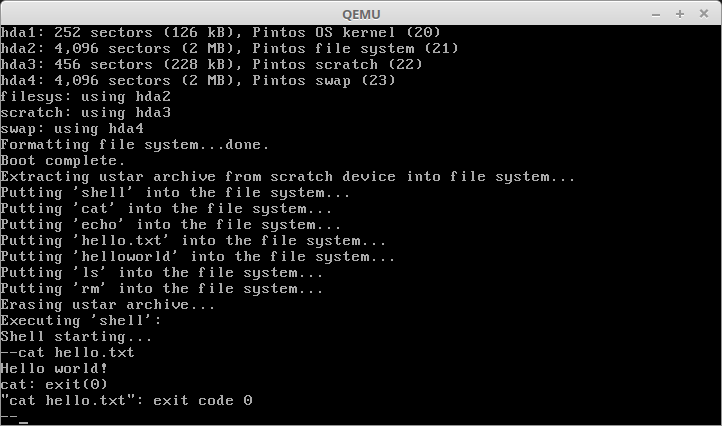 QEMU
hda1: 252 sectors (126 kB), Pintos OS kernel (20)
hda2: 4,096 sectors (2 MB), Pintos file system (21)
hda3: 456 sectors (228 kB), Pintos scratch (22)
hda4: 4,096 sectors (2 MB), Pintos swap (23)
filesys: using hda2
scratch: using hda3
swap: using hda4
Formatting file system...done.
Boot complete.
Extracting ustar archive from scratch device into file system...
Putting 'shell' into the file system...
Putting 'cat' into the file system...
Putting 'echo' into the file system...
Putting 'hello.txt' into the file system...
Putting 'helloworld' into the file system...
Putting 'ls' into the file system...
Putting 'rm' into the file system...
Erasing ustar archive...
Executing 'shell':
Shell starting...
--cat hello.txt
Hello world!
cat: exit(0)
"cat hello.txt": exit code 0
--_